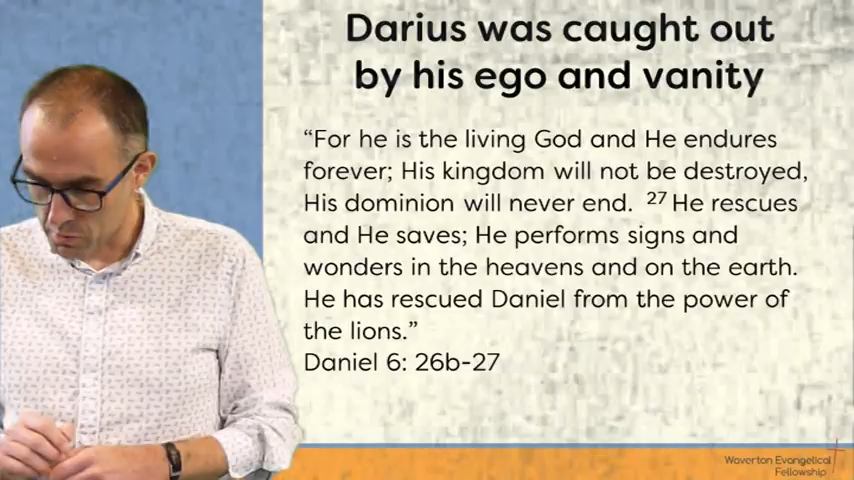 Darius was caught out
by his ego and vanity
“For he is the living God and He endures
forever; His kingdom will not be destroyed,
His dominion will never end. 27 He rescues
and He saves; He performs signs and
wonders in the heavens and on the earth.
He has rescued Daniel from the power of
the lions.”
Daniel 6: 26b-27
Waverton Evangelical
Fellowship